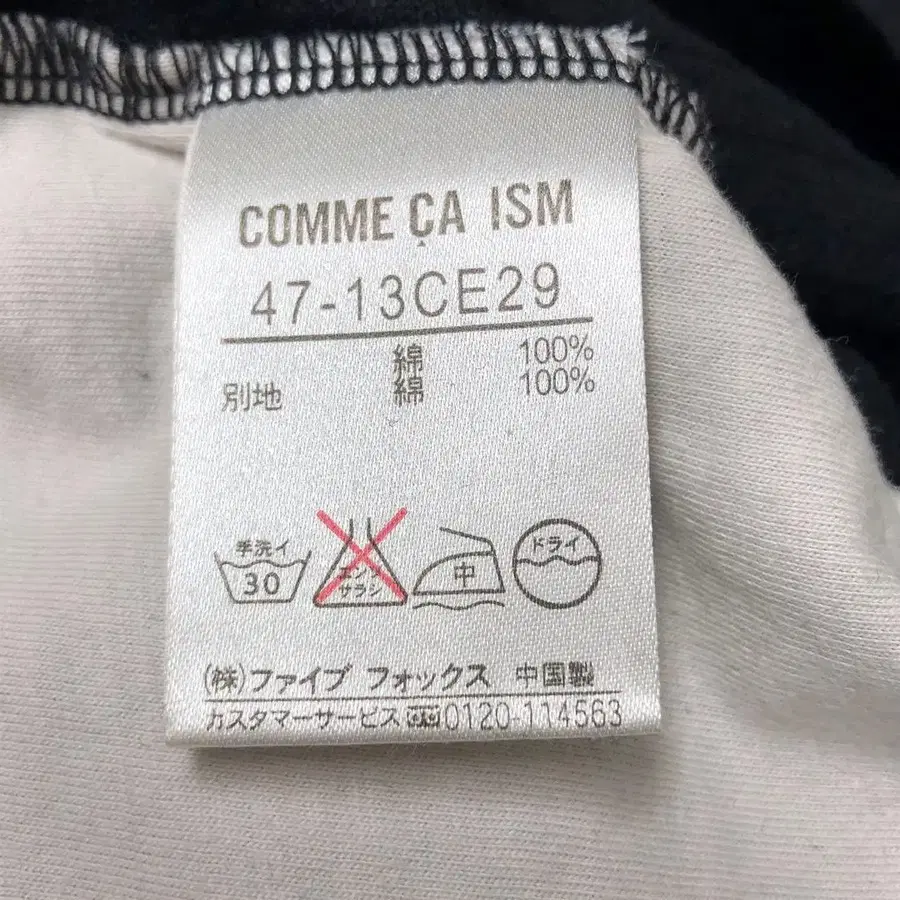 COMME ÇA ISM
47-13CE29
綿 100%
別地 綿 100%
手洗イ 30
エンソ サラシ
中
ドライ
(株)ファイブ フォックス 中国製
カスタマーサービス 0120-114563